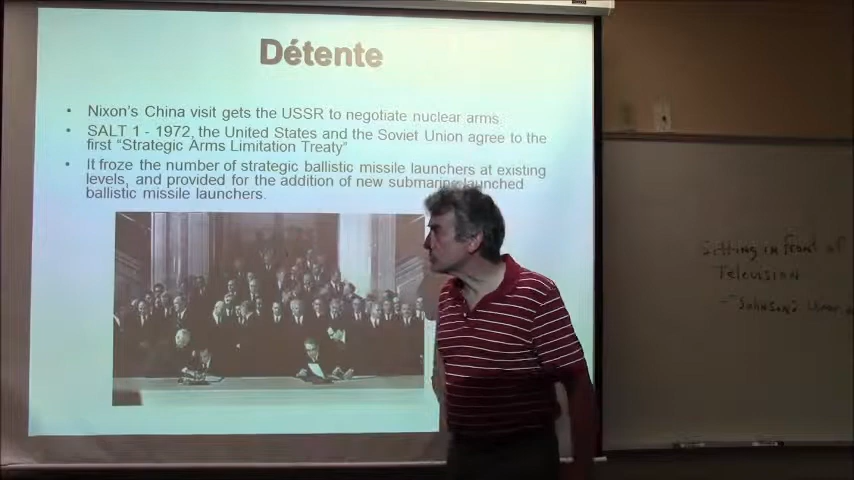 Détente
• Nixon's China visit gets the USSR to negotiate nuclear arms.
• SALT 1 - 1972, the United States and the Soviet Union agree to the
first "Strategic Arms Limitation Treaty"
• It froze the number of strategic ballistic missile launchers at existing
levels, and provided for the addition of new submarine launched
ballistic missile launchers.
Sitting in front of
Television
- "Johnson's